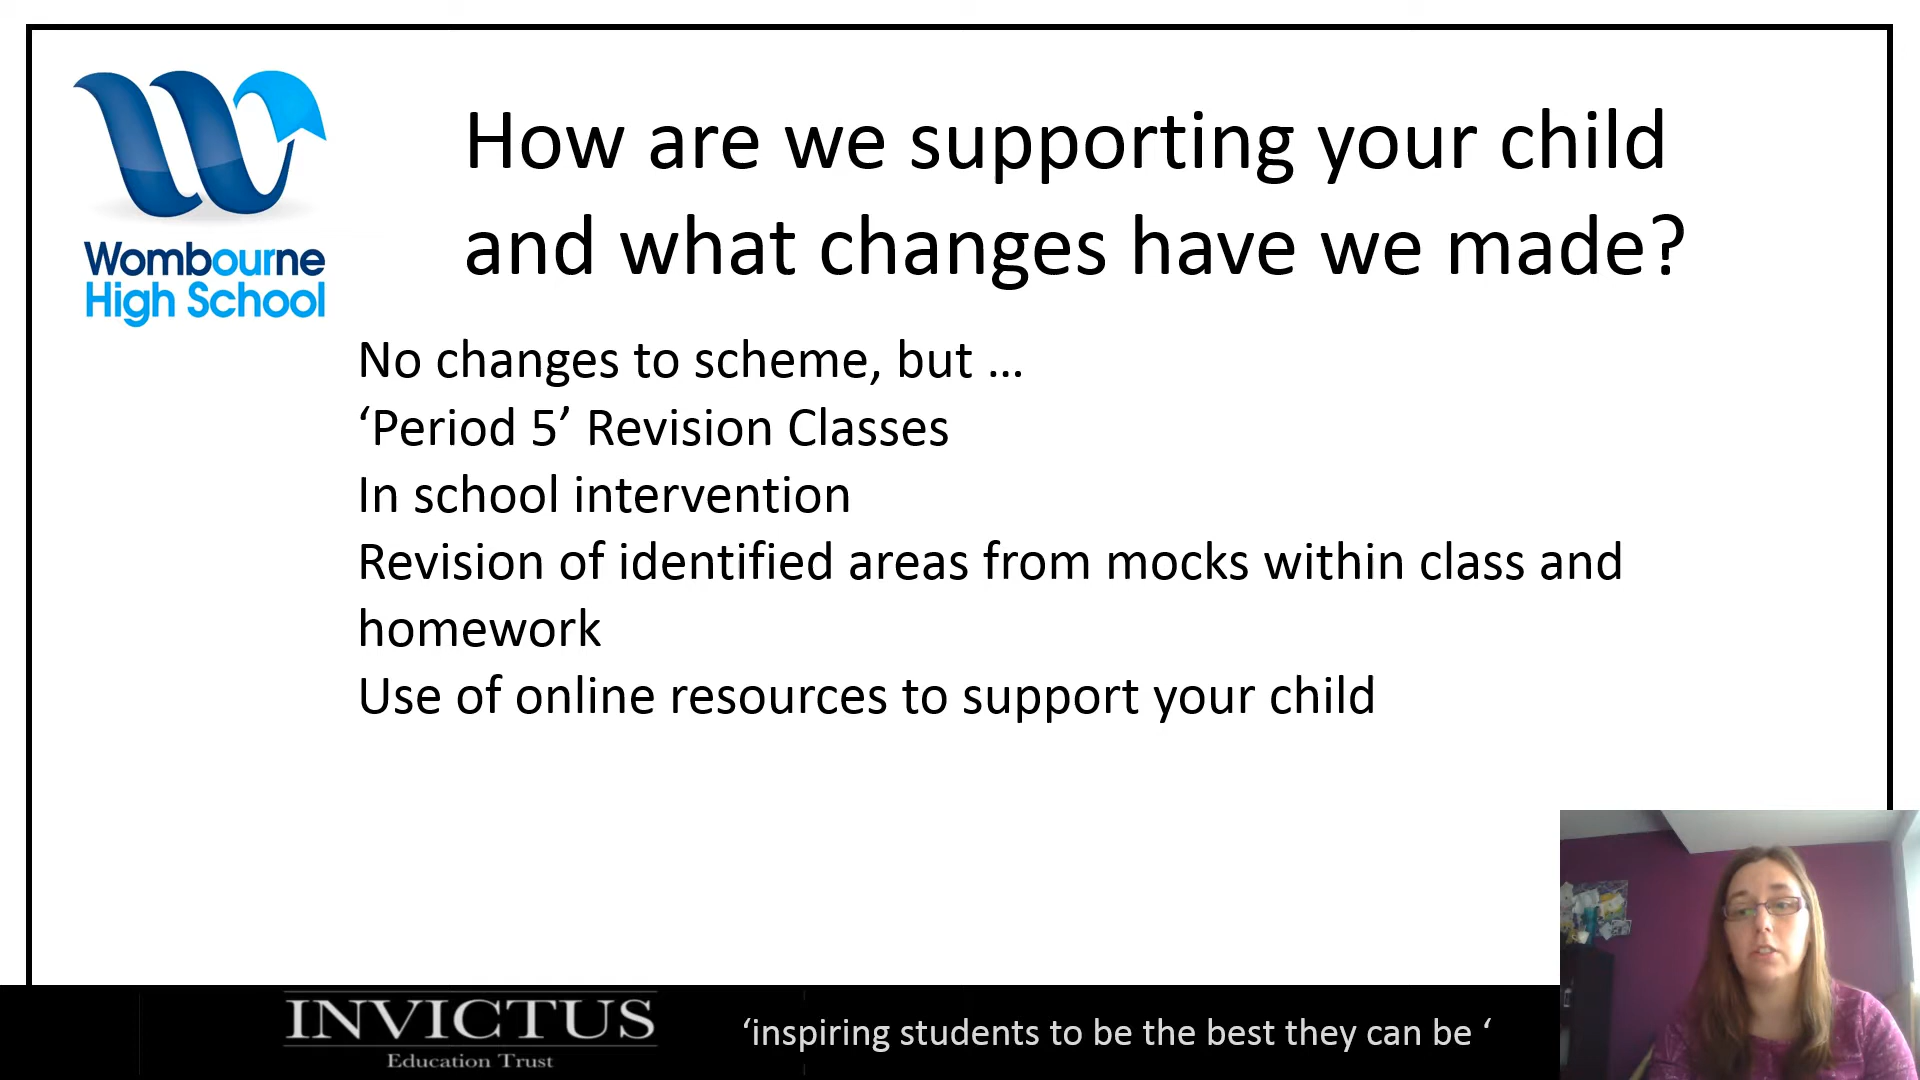 Wombourne
High School
How are we supporting your child
and what changes have we made?
No changes to scheme, but …
‘Period 5’ Revision Classes
In school intervention
Revision of identified areas from mocks within class and
homework
Use of online resources to support your child
INVICTUS
Education Trust
‘inspiring students to be the best they can be ‘